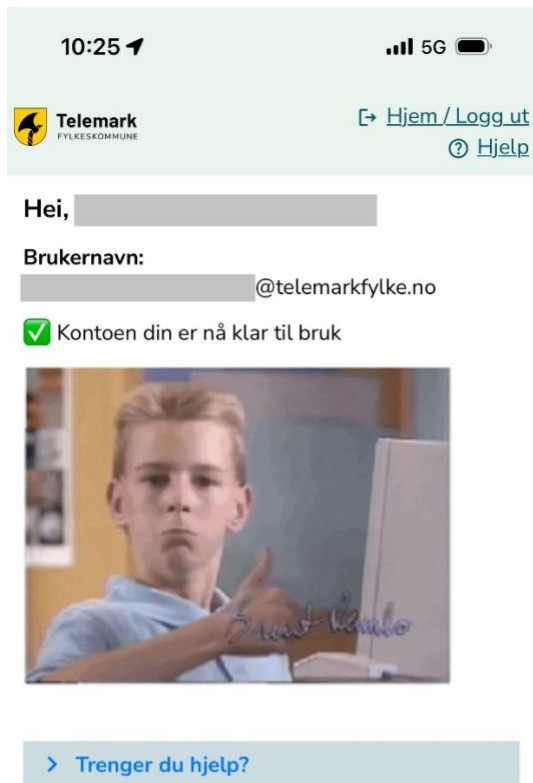 10:25
5G
Telemark
FYLKESKOMMUNE
Hjem / Logg ut
Hjelp
Hei,
Brukernavn:
@telemarkfylke.no
Kontoen din er nå klar til bruk
Brent Rambo
Trenger du hjelp?